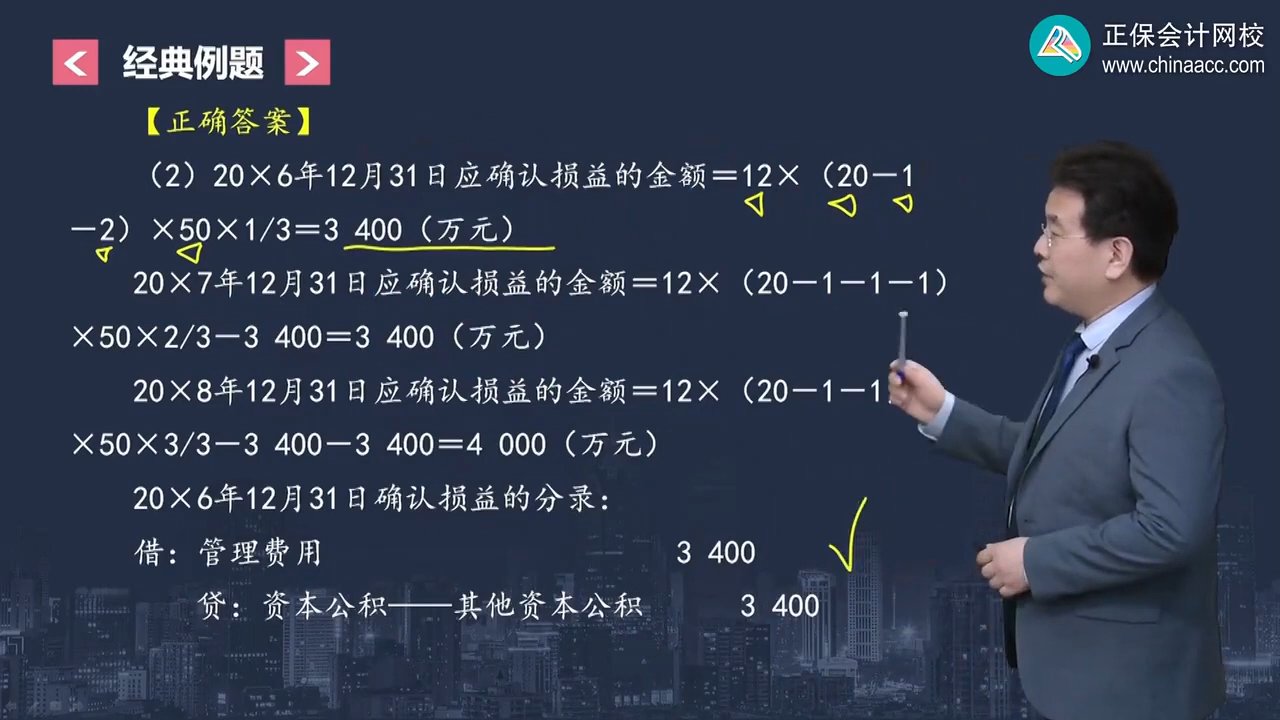 正保会计网校
www.chinaacc.com
经典例题
【正确答案】
（2）20×6年12月31日应确认损益的金额＝12×（20－1
－2）×50×1/3＝3 400（万元）
20×7年12月31日应确认损益的金额＝12×（20－1－1－1）
×50×2/3－3 400＝3 400（万元）
20×8年12月31日应确认损益的金额＝12×（20－1－1
×50×3/3－3 400－3 400＝4 000（万元）
20×6年12月31日确认损益的分录：
借：管理费用 3 400
贷：资本公积——其他资本公积 3 400